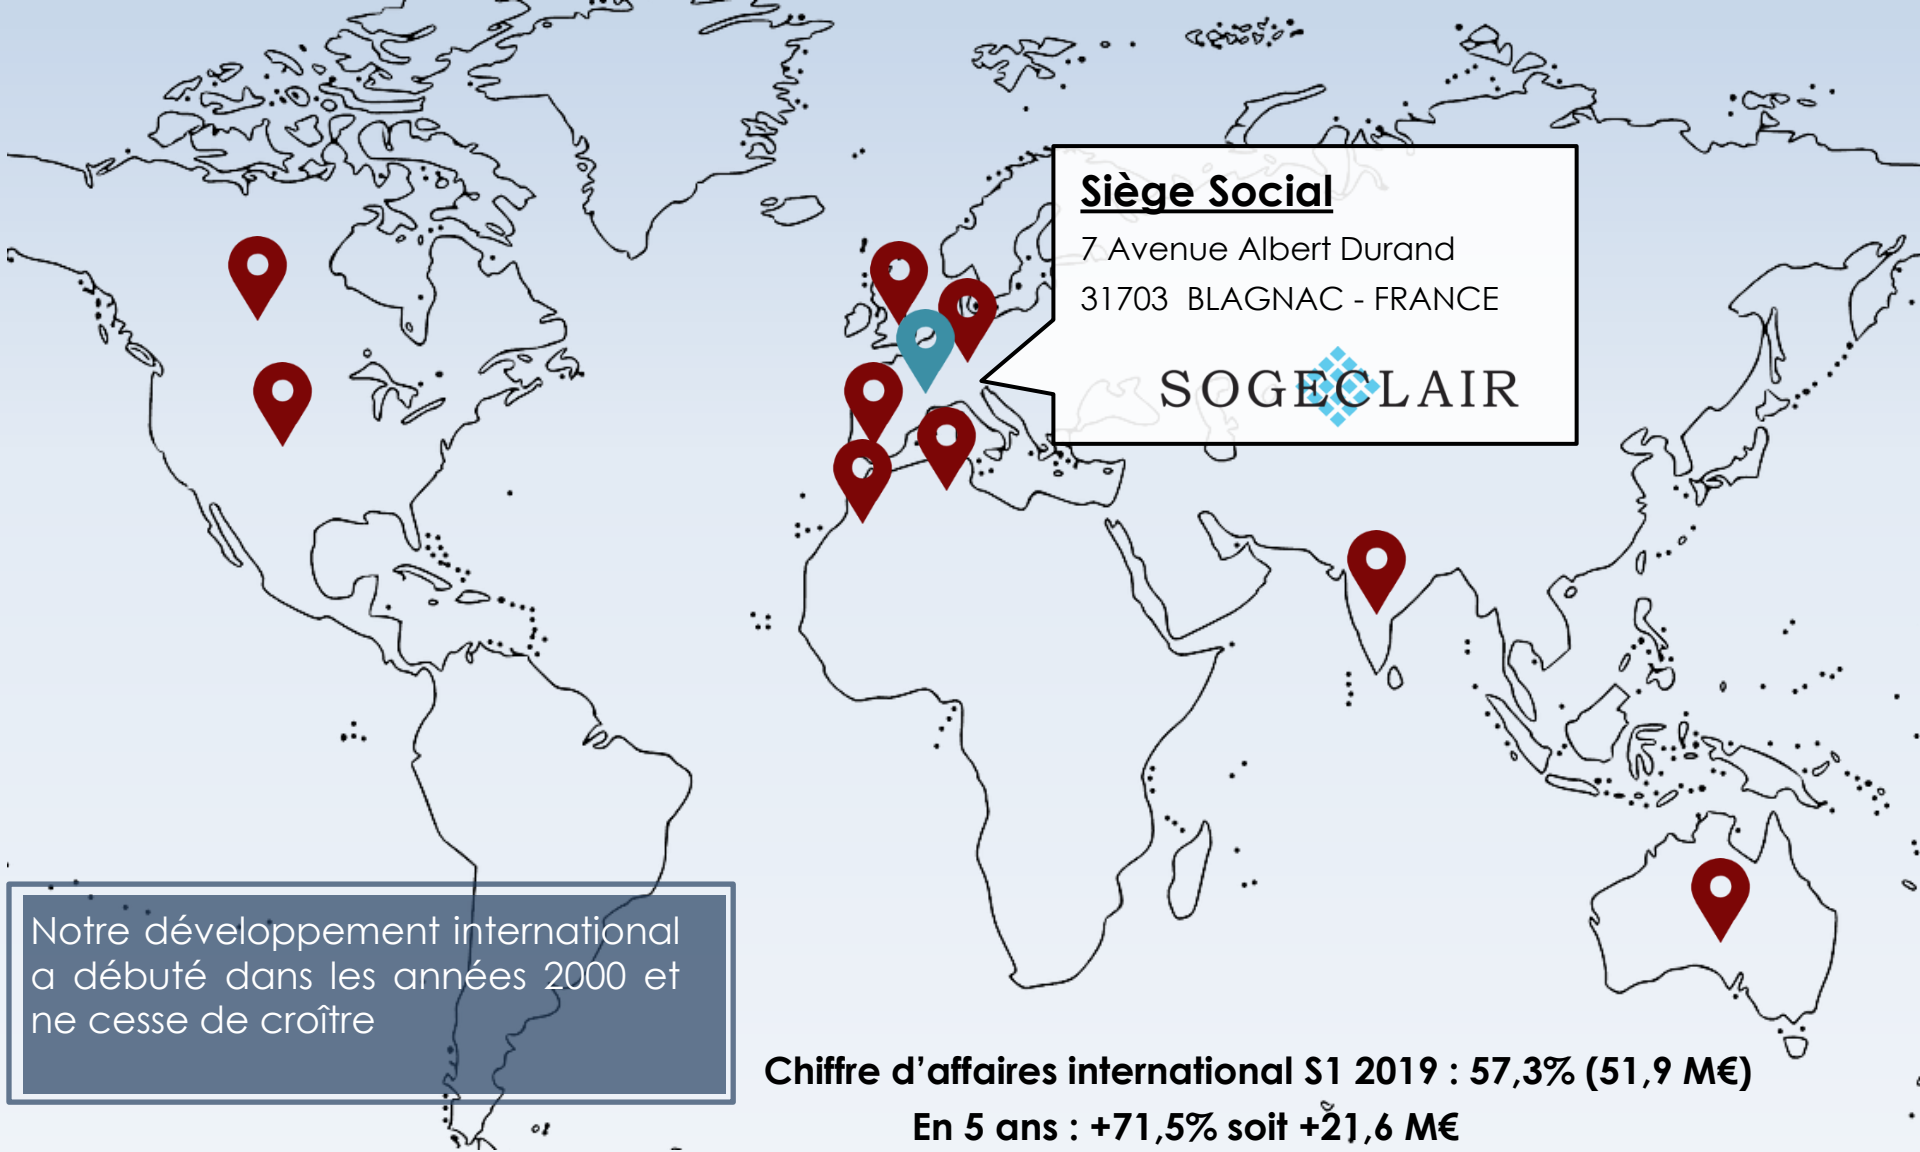 Siège Social
7 Avenue Albert Durand
31703 BLAGNAC - FRANCE
SOGECLAIR
Notre développement international
a débuté dans les années 2000 et
ne cesse de croître
Chiffre d’affaires international S1 2019 : 57,3% (51,9 M€)
En 5 ans : +71,5% soit +21,6 M€